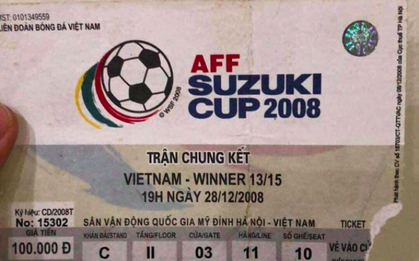 MST: 0101349559
LIÊN ĐOÀN BÓNG ĐÁ VIỆT NAM
AFF
SUZUKI
CUP 2008
© WSF 2008
TRẬN CHUNG KẾT
VIETNAM - WINNER 13/15
19H NGÀY 28/12/2008
Ký hiệu: CD/2008T
No: 15302
SÂN VẬN ĐỘNG QUỐC GIA MỸ ĐÌNH HÀ NỘI - VIỆT NAM
TICKET
GIÁ TIỀN
KHÁN ĐÀI/STAND
TẦNG/FLOOR
CỬA/GATE
HÀNG/LINE
SỐ GHẾ/SEAT
VÉ VÀO
100.000 Đ
C
II
03
11
10